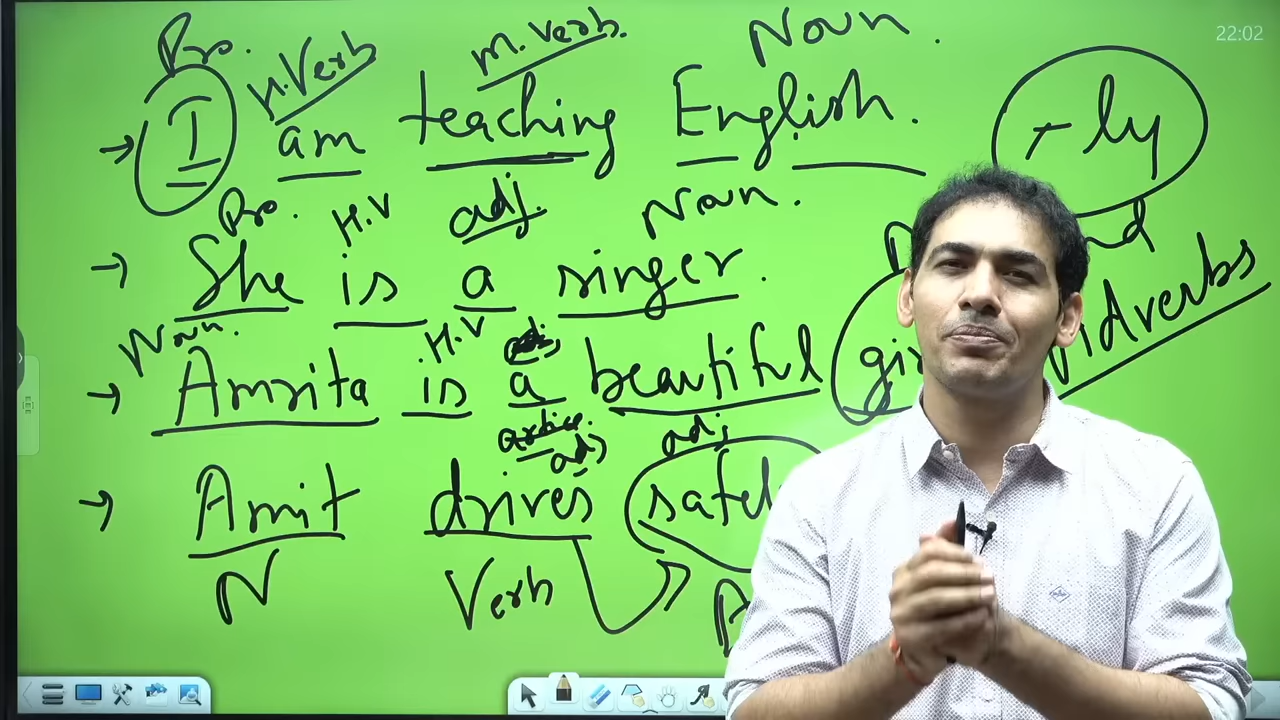 22:02
Pro. H.Verb m. Verb. Noun.
→ I am teaching English. - ly
Pro. H.V adj. Noun.
→ She is a singer.
Noun. H.V Adverbs
→ Amrita is a beautiful
adj adj
→ Amit drives
N Verb